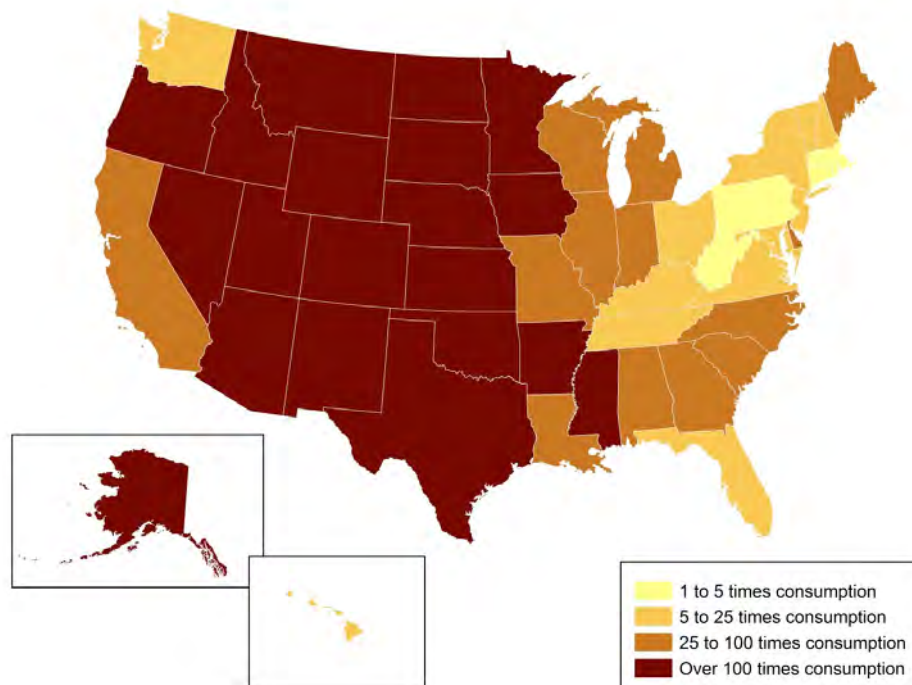 1 to 5 times consumption
5 to 25 times consumption
25 to 100 times consumption
Over 100 times consumption